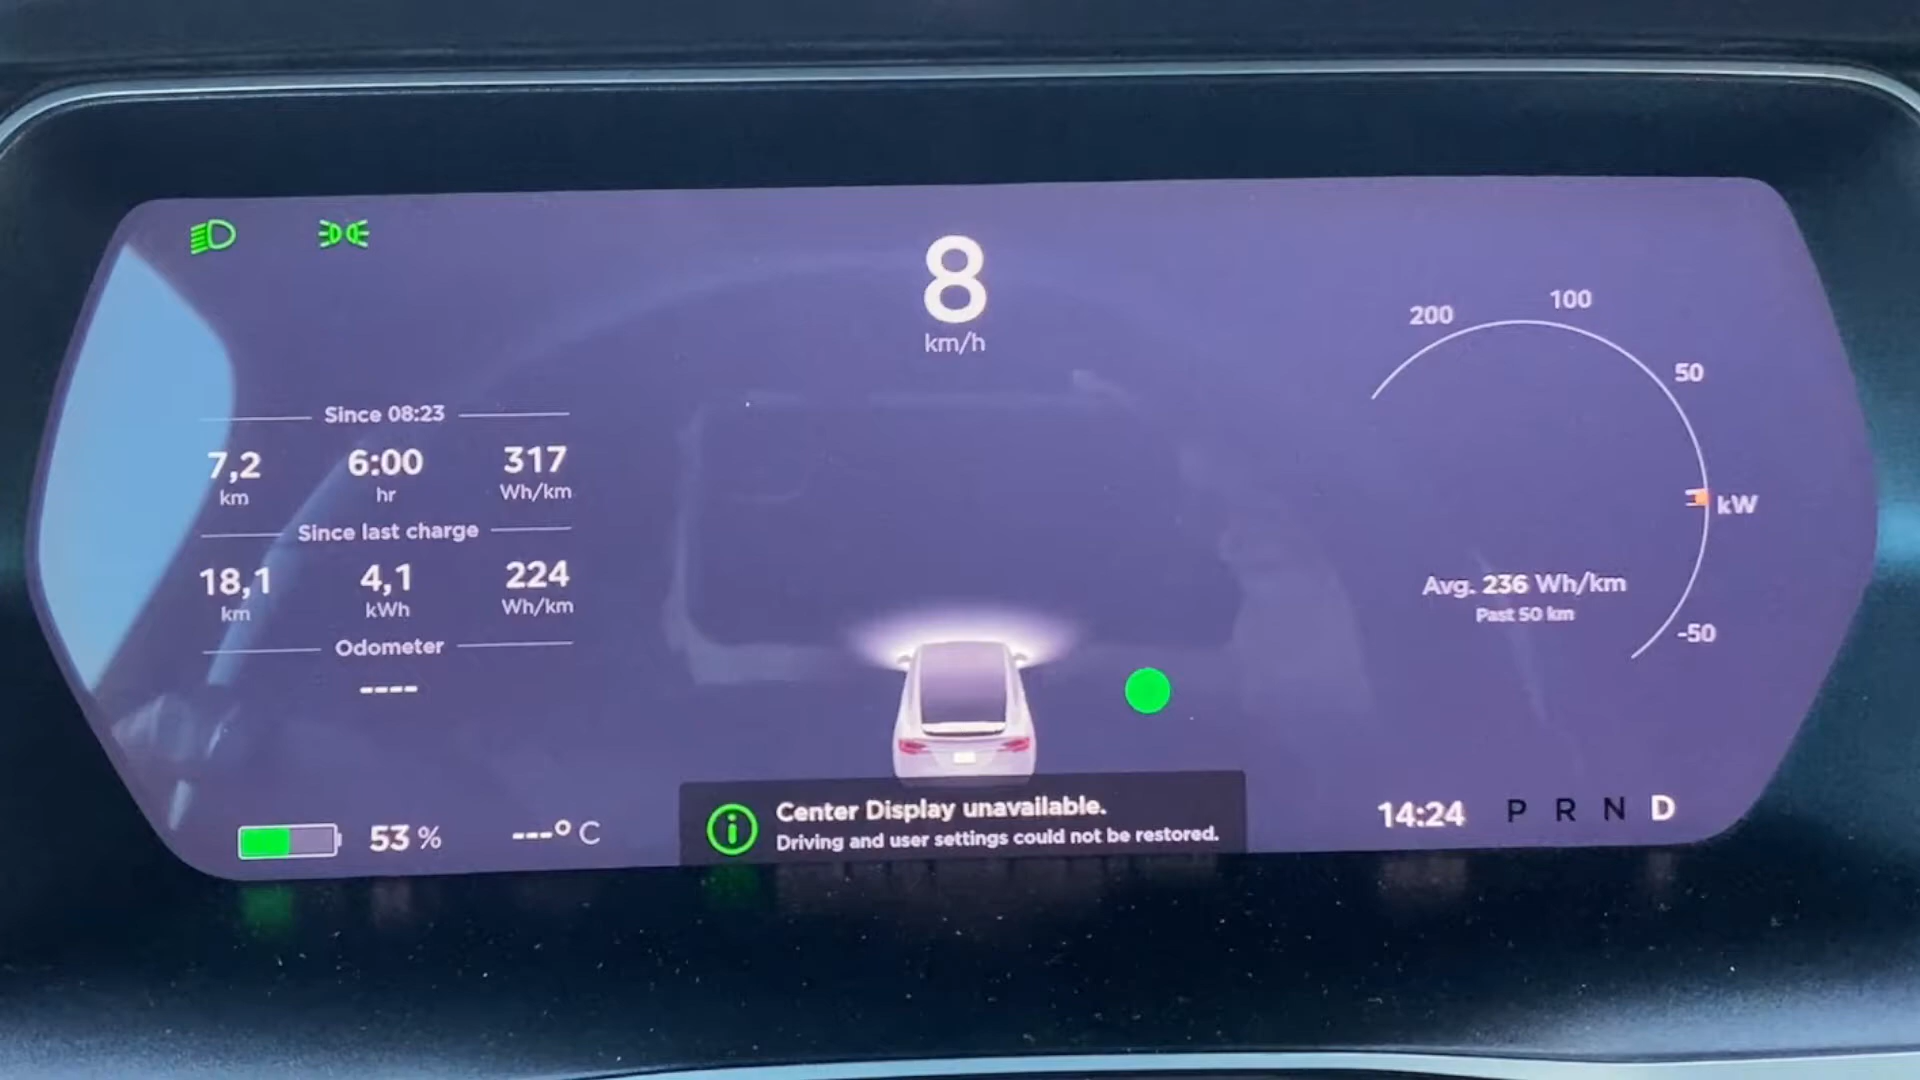 8
km/h
200
100
50
kW
-50
Since 08:23
7,2 6:00 317
km hr Wh/km
Since last charge
18,1 4,1 224
km kWh Wh/km
Odometer
----
Avg. 236 Wh/km
Past 50 km
53 % ---° C
Center Display unavailable.
Driving and user settings could not be restored.
14:24 P R N D